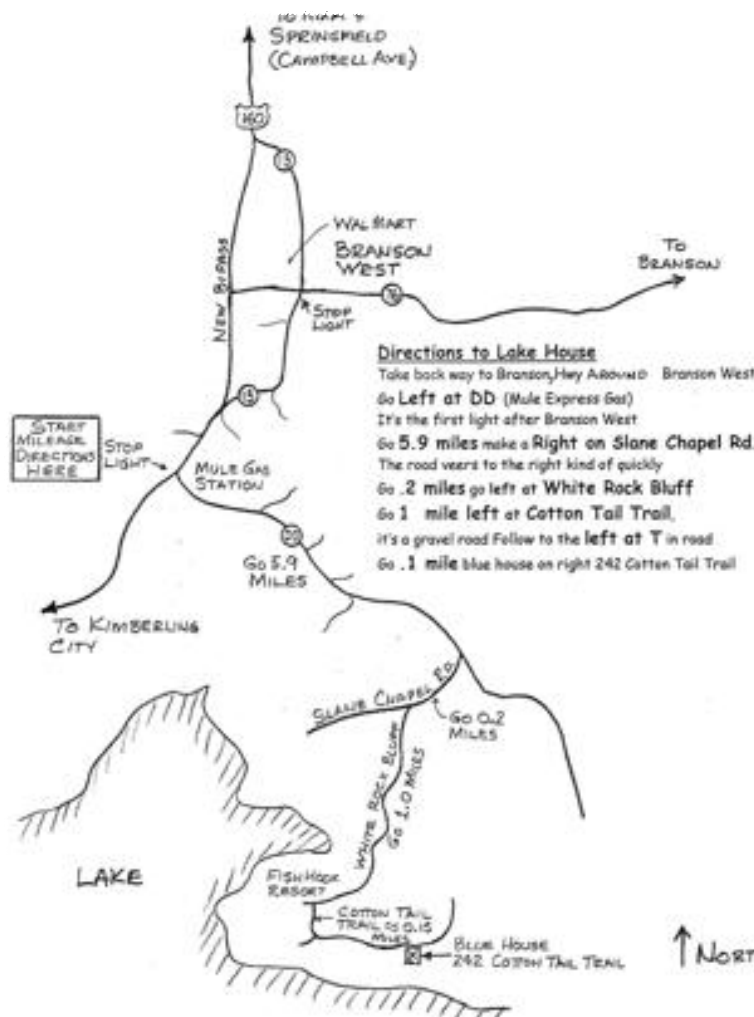 SPRINGFIELD
(CAMPBELL AVE)
160
13
WALMART
BRANSON
WEST
TO
BRANSON
NEW BYPASS
76
STOP
LIGHT
Directions to Lake House
Take back way to Branson, Hwy AROUND Branson West
Go Left at DD (Mule Express Gas)
It's the first light after Branson West
Go 5.9 miles make a Right on Slane Chapel Rd.
The road veers to the right kind of quickly
Go .2 miles go left at White Rock Bluff
Go 1 mile left at Cotton Tail Trail,
it's a gravel road Follow to the left at T in road
Go .1 mile blue house on right 242 Cotton Tail Trail
13
START
MILEAGE
DIRECTIONS
HERE
STOP
LIGHT
MULE GAS
STATION
GO 5.9
MILES
TO KIMBERLING
CITY
SLANE CHAPEL RD.
GO 0.2
MILES
WHITE ROCK BLUFF
GO 1.0 MILES
LAKE
FISH HOOK
RESORT
COTTON TAIL
TRAIL GO 0.15
MILES
BLUE HOUSE
242 COTTON TAIL TRAIL
NORT